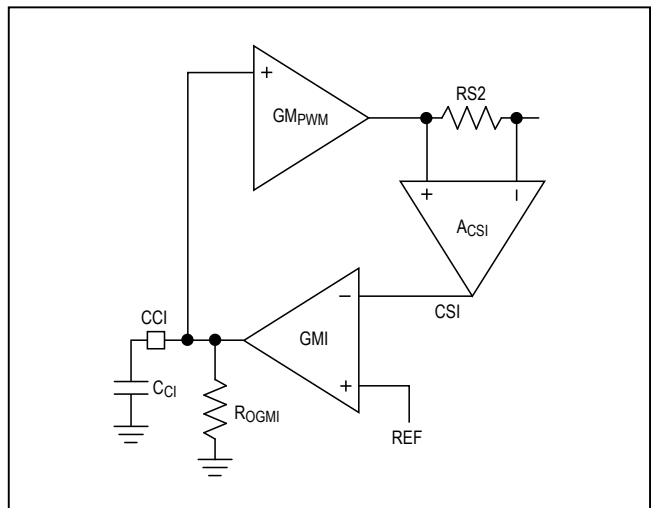 +
GMPWM
RS2
+
−
ACSI
CSI
−
GMI
+
REF
CCI
CCI
ROGMI